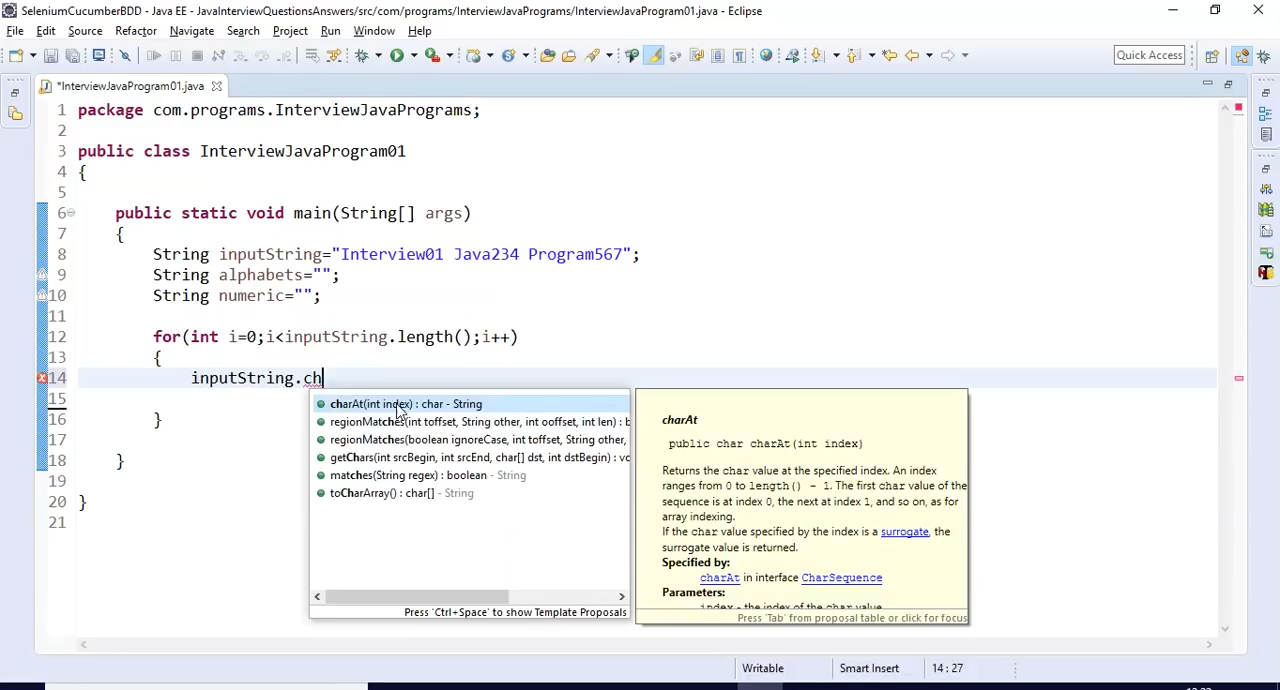 SeleniumCucumberBDD - Java EE - JavaInterviewQuestionsAnswers/src/com/programs/InterviewJavaPrograms/InterviewJavaProgram01.java - Eclipse
File Edit Source Refactor Navigate Search Project Run Window Help
Quick Access
*InterviewJavaProgram01.java
1 package com.programs.InterviewJavaPrograms;
2
3 public class InterviewJavaProgram01
4 {
5
6 public static void main(String[] args)
7 {
8 String inputString="Interview01 Java234 Program567";
9 String alphabets="";
10 String numeric="";
11
12 for(int i=0;i<inputString.length();i++)
13 {
14 inputString.ch
15
16 }
17
18 }
19
20 }
21
charAt(int index) : char - String
regionMatches(int toffset, String other, int ooffset, int len) : b
regionMatches(boolean ignoreCase, int toffset, String other,
getChars(int srcBegin, int srcEnd, char[] dst, int dstBegin) : vc
matches(String regex) : boolean - String
toCharArray() : char[] - String
Press 'Ctrl+Space' to show Template Proposals
charAt
public char charAt(int index)
Returns the char value at the specified index. An index
ranges from 0 to length() - 1. The first char value of the
sequence is at index 0, the next at index 1, and so on, as for
array indexing.
If the char value specified by the index is a surrogate, the
surrogate value is returned.
Specified by:
charAt in interface CharSequence
Parameters:
index - the index of the char value
Press 'Tab' from proposal table or click for focus
Writable Smart Insert 14 : 27